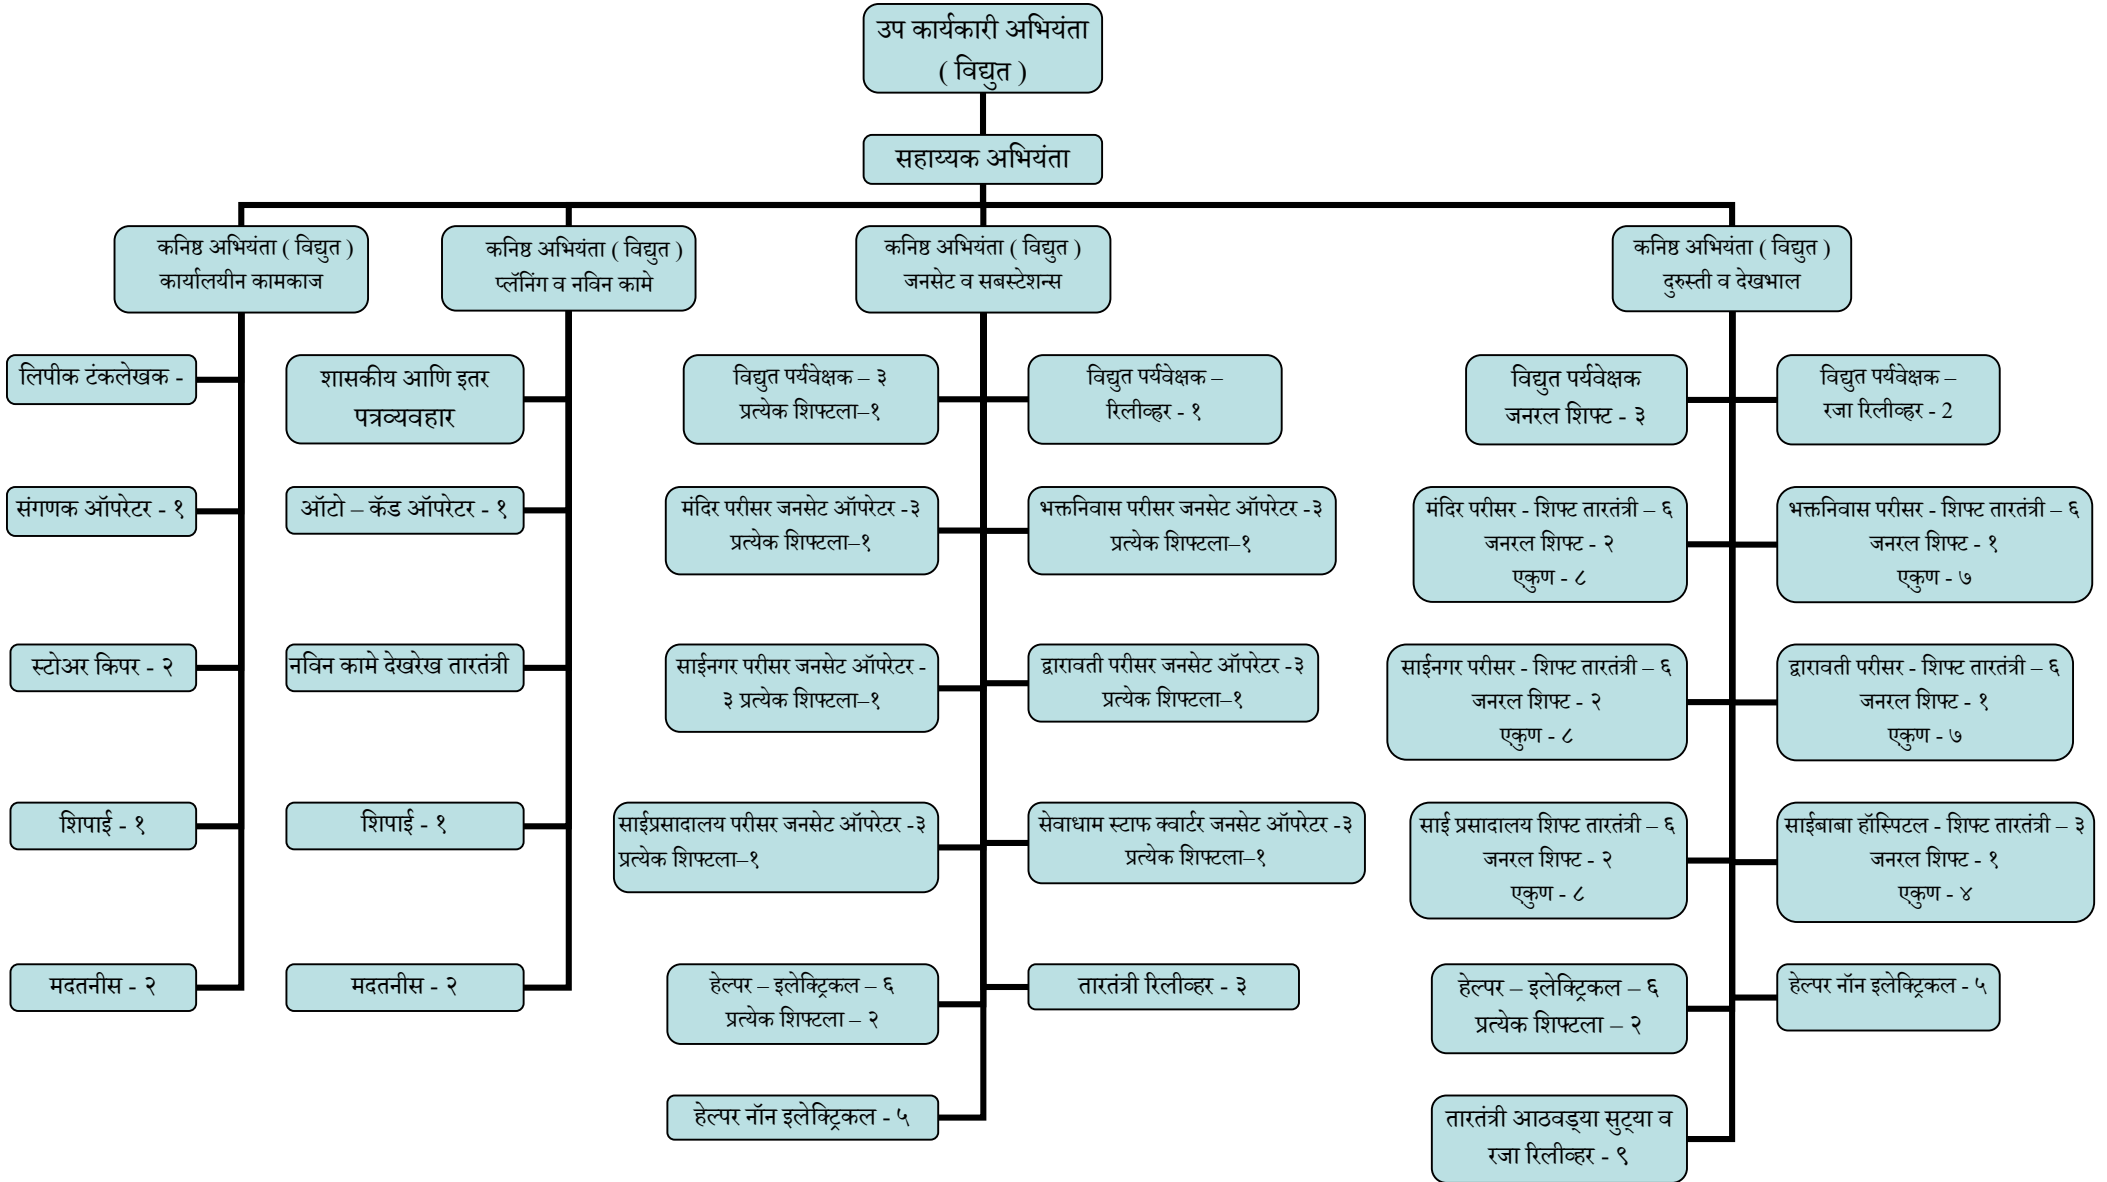 उप कार्यकारी अभियंता
( विद्युत )
सहाय्यक अभियंता
कनिष्ठ अभियंता ( विद्युत )
कार्यालयीन कामकाज
कनिष्ठ अभियंता ( विद्युत )
प्लॅनिंग व नविन कामे
कनिष्ठ अभियंता ( विद्युत )
जनसेट व सबस्टेशन्स
कनिष्ठ अभियंता ( विद्युत )
दुरुस्ती व देखभाल
लिपीक टंकलेखक -
शासकीय आणि इतर
पत्रव्यवहार
विद्युत पर्यवेक्षक – ३
प्रत्येक शिफ्टला–१
विद्युत पर्यवेक्षक –
रिलीव्ह्रर - १
विद्युत पर्यवेक्षक
जनरल शिफ्ट - ३
विद्युत पर्यवेक्षक –
रजा रिलीव्ह्रर - 2
संगणक ऑपरेटर - १
ऑटो – कॅड ऑपरेटर - १
मंदिर परीसर जनसेट ऑपरेटर -३
प्रत्येक शिफ्टला–१
भक्तनिवास परीसर जनसेट ऑपरेटर -३
प्रत्येक शिफ्टला–१
मंदिर परीसर - शिफ्ट तारतंत्री – ६
जनरल शिफ्ट - २
एकुण - ८
भक्तनिवास परीसर - शिफ्ट तारतंत्री – ६
जनरल शिफ्ट - १
एकुण - ७
स्टोअर किपर - २
नविन कामे देखरेख तारतंत्री
साईनगर परीसर जनसेट ऑपरेटर -
३ प्रत्येक शिफ्टला–१
द्वारावती परीसर जनसेट ऑपरेटर -३
प्रत्येक शिफ्टला–१
साईनगर परीसर - शिफ्ट तारतंत्री – ६
जनरल शिफ्ट - २
एकुण - ८
द्वारावती परीसर - शिफ्ट तारतंत्री – ६
जनरल शिफ्ट - १
एकुण - ७
शिपाई - १
शिपाई - १
साईप्रसादालय परीसर जनसेट ऑपरेटर -३
प्रत्येक शिफ्टला–१
सेवाधाम स्टाफ क्वार्टर जनसेट ऑपरेटर -३
प्रत्येक शिफ्टला–१
साई प्रसादालय शिफ्ट तारतंत्री – ६
जनरल शिफ्ट - २
एकुण - ८
साईबाबा हॉस्पिटल - शिफ्ट तारतंत्री – ३
जनरल शिफ्ट - १
एकुण - ४
मदतनीस - २
मदतनीस - २
हेल्पर – इलेक्ट्रिकल – ६
प्रत्येक शिफ्टला – २
तारतंत्री रिलीव्हर - ३
हेल्पर – इलेक्ट्रिकल – ६
प्रत्येक शिफ्टला – २
हेल्पर नॉन इलेक्ट्रिकल - ५
हेल्पर नॉन इलेक्ट्रिकल - ५
तारतंत्री आठवड्या सुट्या व
रजा रिलीव्हर - ९